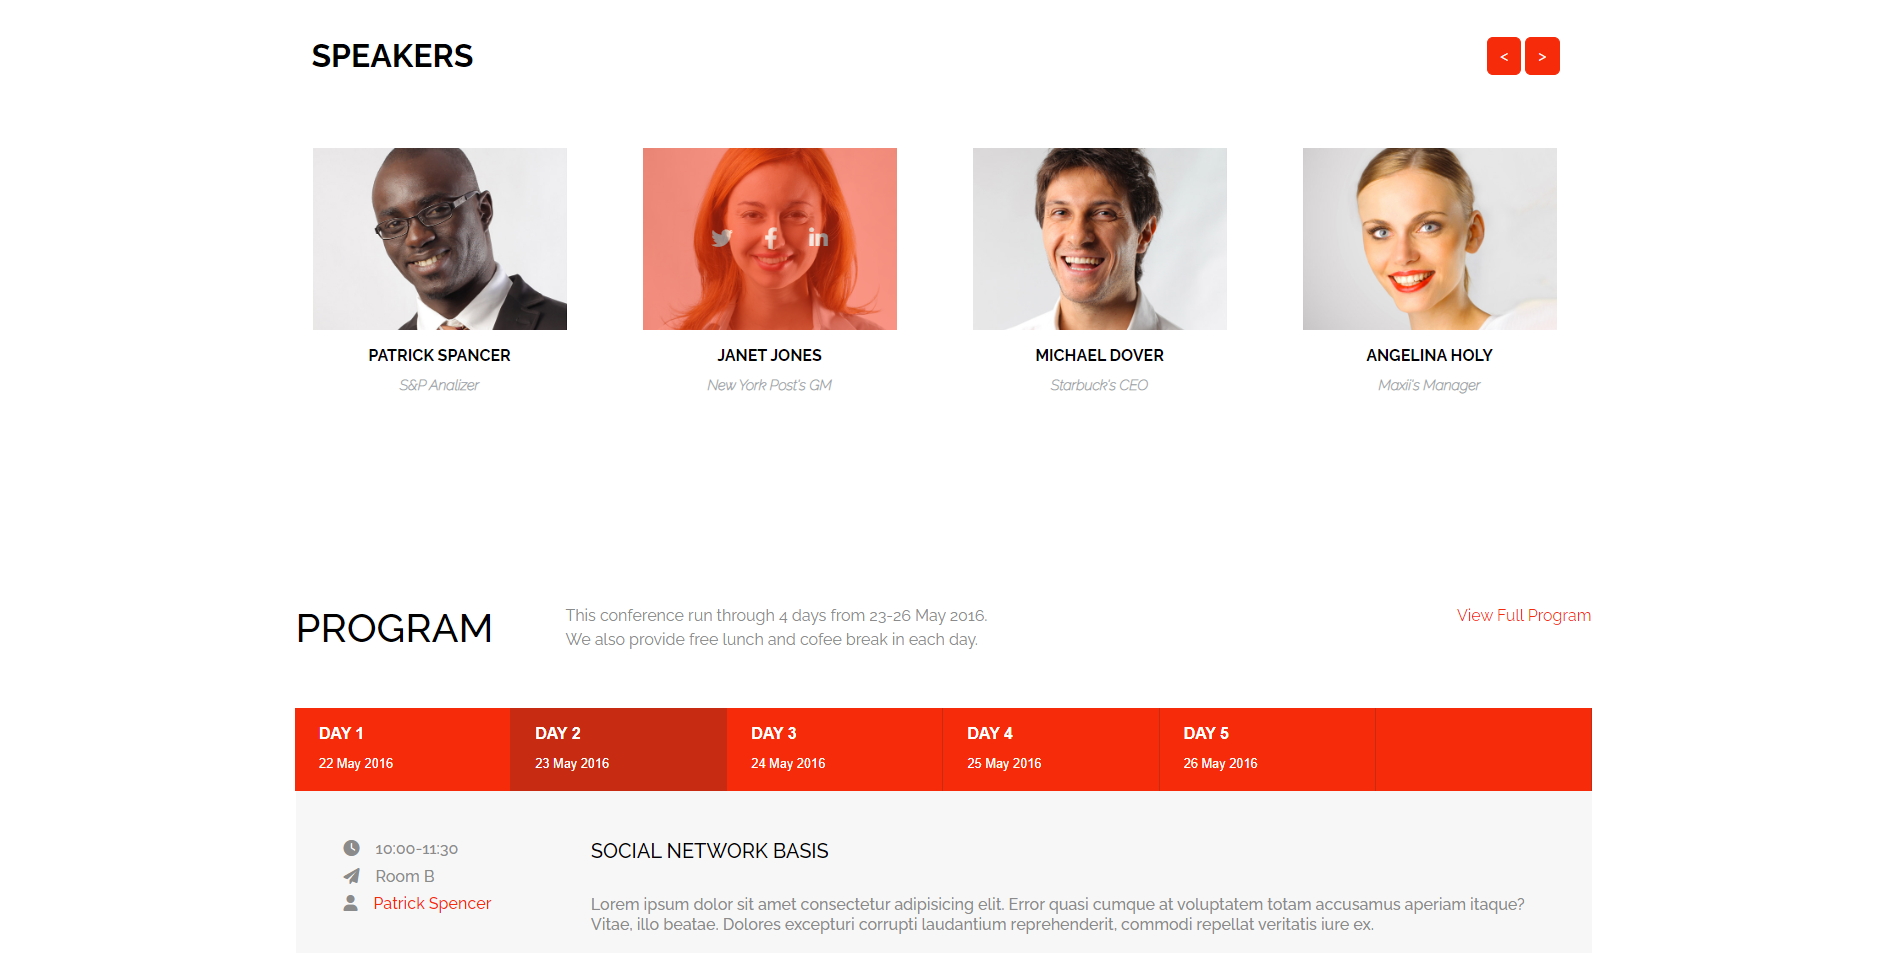 SPEAKERS
< >
PATRICK SPANCER
S&P Analizer
JANET JONES
New York Post's GM
MICHAEL DOVER
Starbuck's CEO
ANGELINA HOLY
Maxii's Manager
PROGRAM
This conference run through 4 days from 23-26 May 2016.
We also provide free lunch and cofee break in each day.
View Full Program
DAY 1
22 May 2016
DAY 2
23 May 2016
DAY 3
24 May 2016
DAY 4
25 May 2016
DAY 5
26 May 2016
10:00-11:30
Room B
Patrick Spencer
SOCIAL NETWORK BASIS
Lorem ipsum dolor sit amet consectetur adipisicing elit. Error quasi cumque at voluptatem totam accusamus aperiam itaque?
Vitae, illo beatae. Dolores excepturi corrupti laudantium reprehenderit, commodi repellat veritatis iure ex.